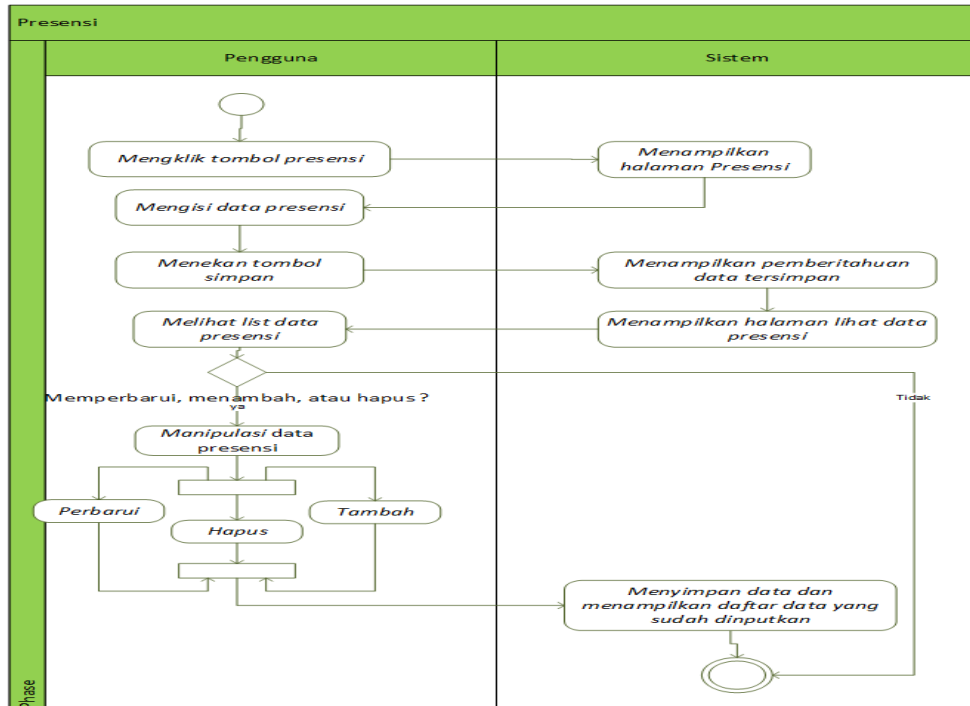 Presensi
Pengguna
Sistem
Mengklik tombol presensi
Menampilkan
halaman Presensi
Mengisi data presensi
Menekan tombol
simpan
Menampilkan pemberitahuan
data tersimpan
Melihat list data
presensi
Menampilkan halaman lihat data
presensi
Memperbarui, menambah, atau hapus ?
ya
Tidak
Manipulasi data
presensi
Perbarui
Hapus
Tambah
Menyimpan data dan
menampilkan daftar data yang
sudah dinputkan
Phase